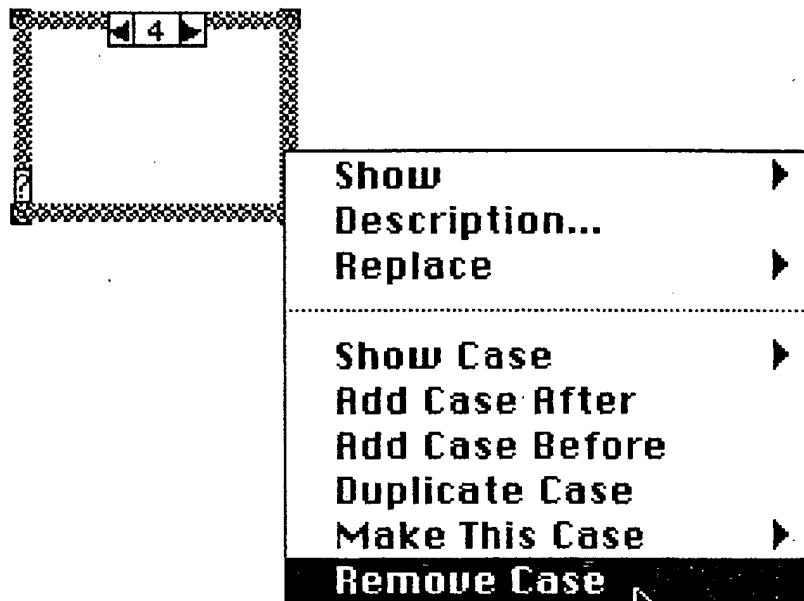 4
?
Show
Description...
Replace
Show Case
Add Case After
Add Case Before
Duplicate Case
Make This Case
Remove Case